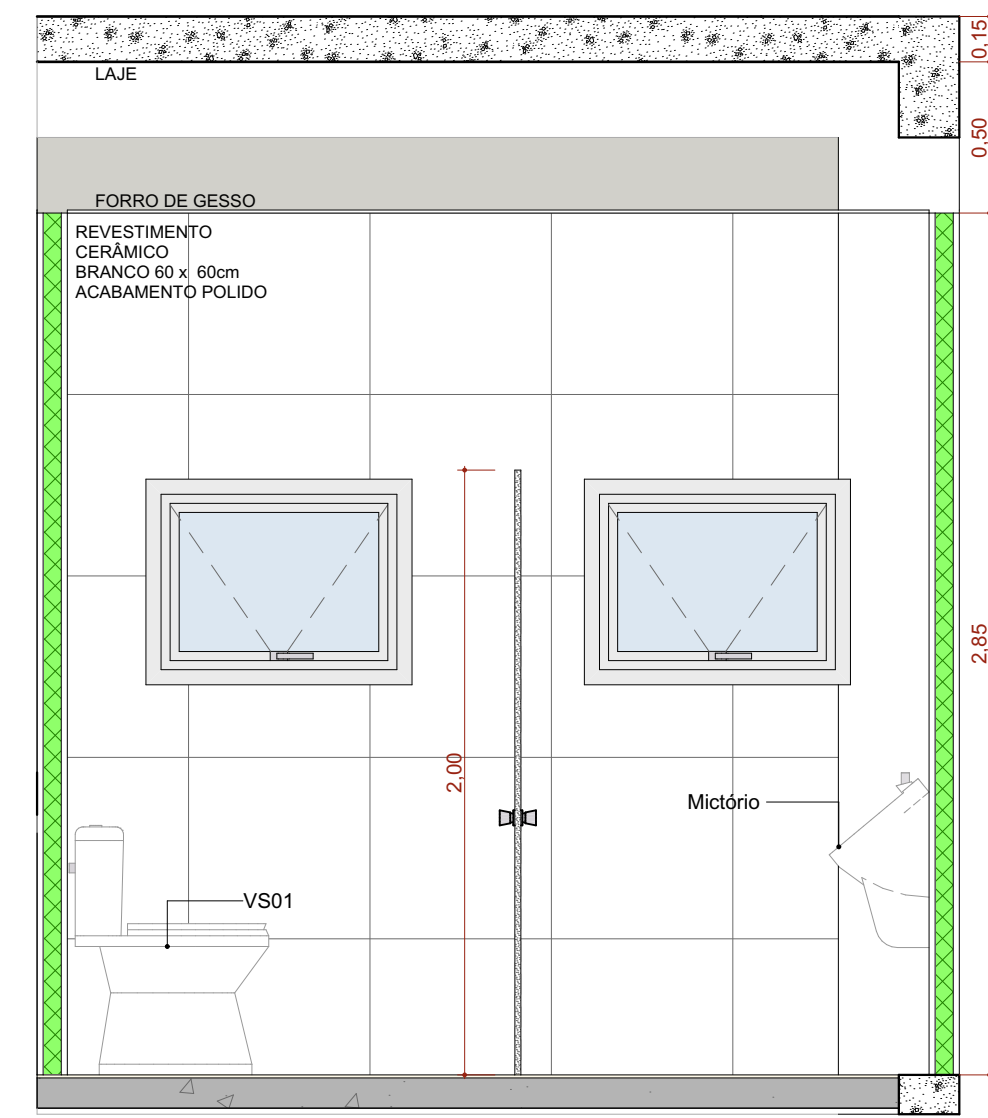 0,15
LAJE
0,50
FORRO DE GESSO
REVESTIMENTO
CERÂMICO
BRANCO 60 x 60cm
ACABAMENTO POLIDO
2,85
2,00
Mictório
VS01